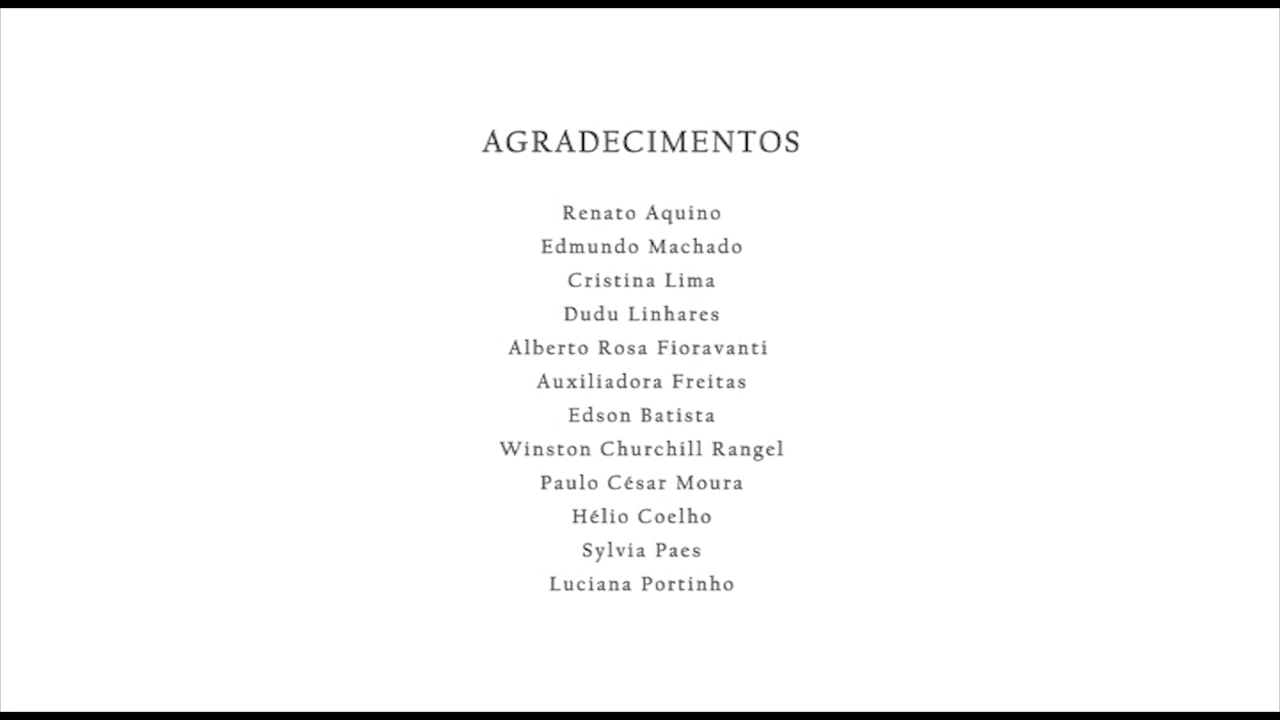 AGRADECIMENTOS
Renato Aquino
Edmundo Machado
Cristina Lima
Dudu Linhares
Alberto Rosa Fioravanti
Auxiliadora Freitas
Edson Batista
Winston Churchill Rangel
Paulo César Moura
Hélio Coelho
Sylvia Paes
Luciana Portinho